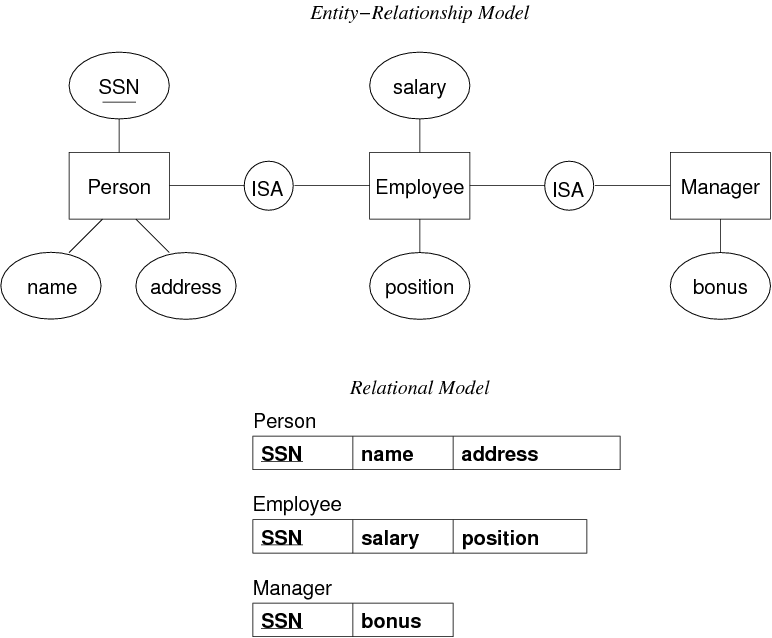 Entity−Relationship Model
SSN
salary
Person
ISA
Employee
ISA
Manager
name
address
position
bonus
Relational Model
Person
SSN name address
Employee
SSN salary position
Manager
SSN bonus